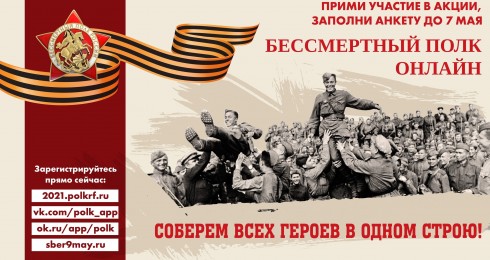 ПРИМИ УЧАСТИЕ В АКЦИИ,
ЗАПОЛНИ АНКЕТУ ДО 7 МАЯ
БЕССМЕРТНЫЙ ПОЛК
ОНЛАЙН
Зарегистрируйтесь
прямо сейчас:
2021.polkrf.ru
vk.com/polk_app
ok.ru/app/polk
sber9may.ru
СОБЕРЕМ ВСЕХ ГЕРОЕВ В ОДНОМ СТРОЮ!